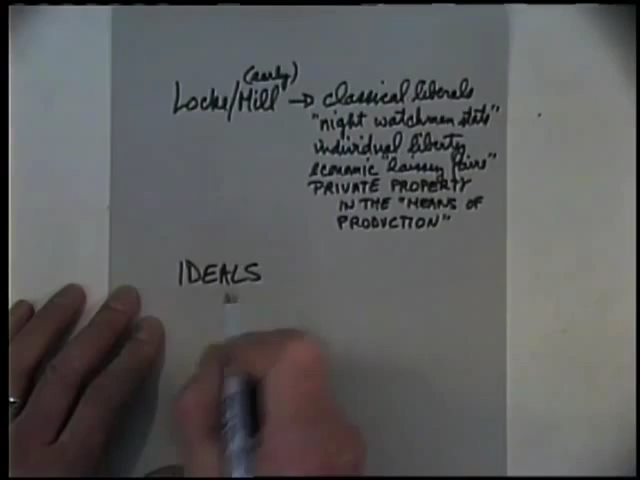 (early)
Locke/Mill → classical liberals
"night watchman state"
individual liberty
economic "laissez faire"
PRIVATE PROPERTY
IN THE "MEANS OF
PRODUCTION"
IDEALS